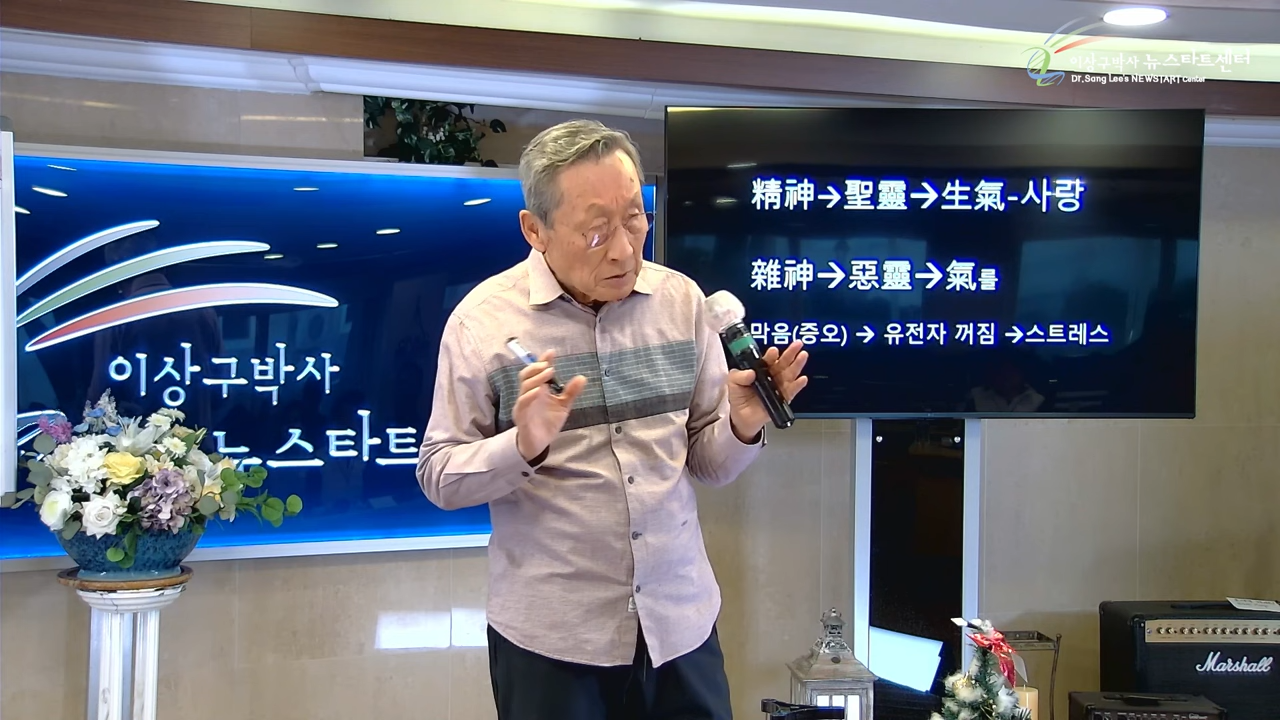 이상구박사 뉴스타트센터
Dr.Sang Lee's NEWSTART Center
精神→聖靈→生氣-사랑
雜神→惡靈→氣를
막음(증오) → 유전자 꺼짐 →스트레스
이상구박사
뉴스타트
Marshall